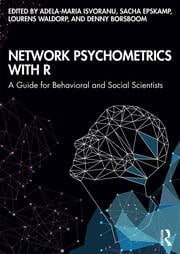 EDITED BY ADELA-MARIA ISVORANU, SACHA EPSKAMP,
LOURENS WALDORP, AND DENNY BORSBOOM
NETWORK PSYCHOMETRICS
WITH R
A Guide for Behavioral and Social Scientists
R